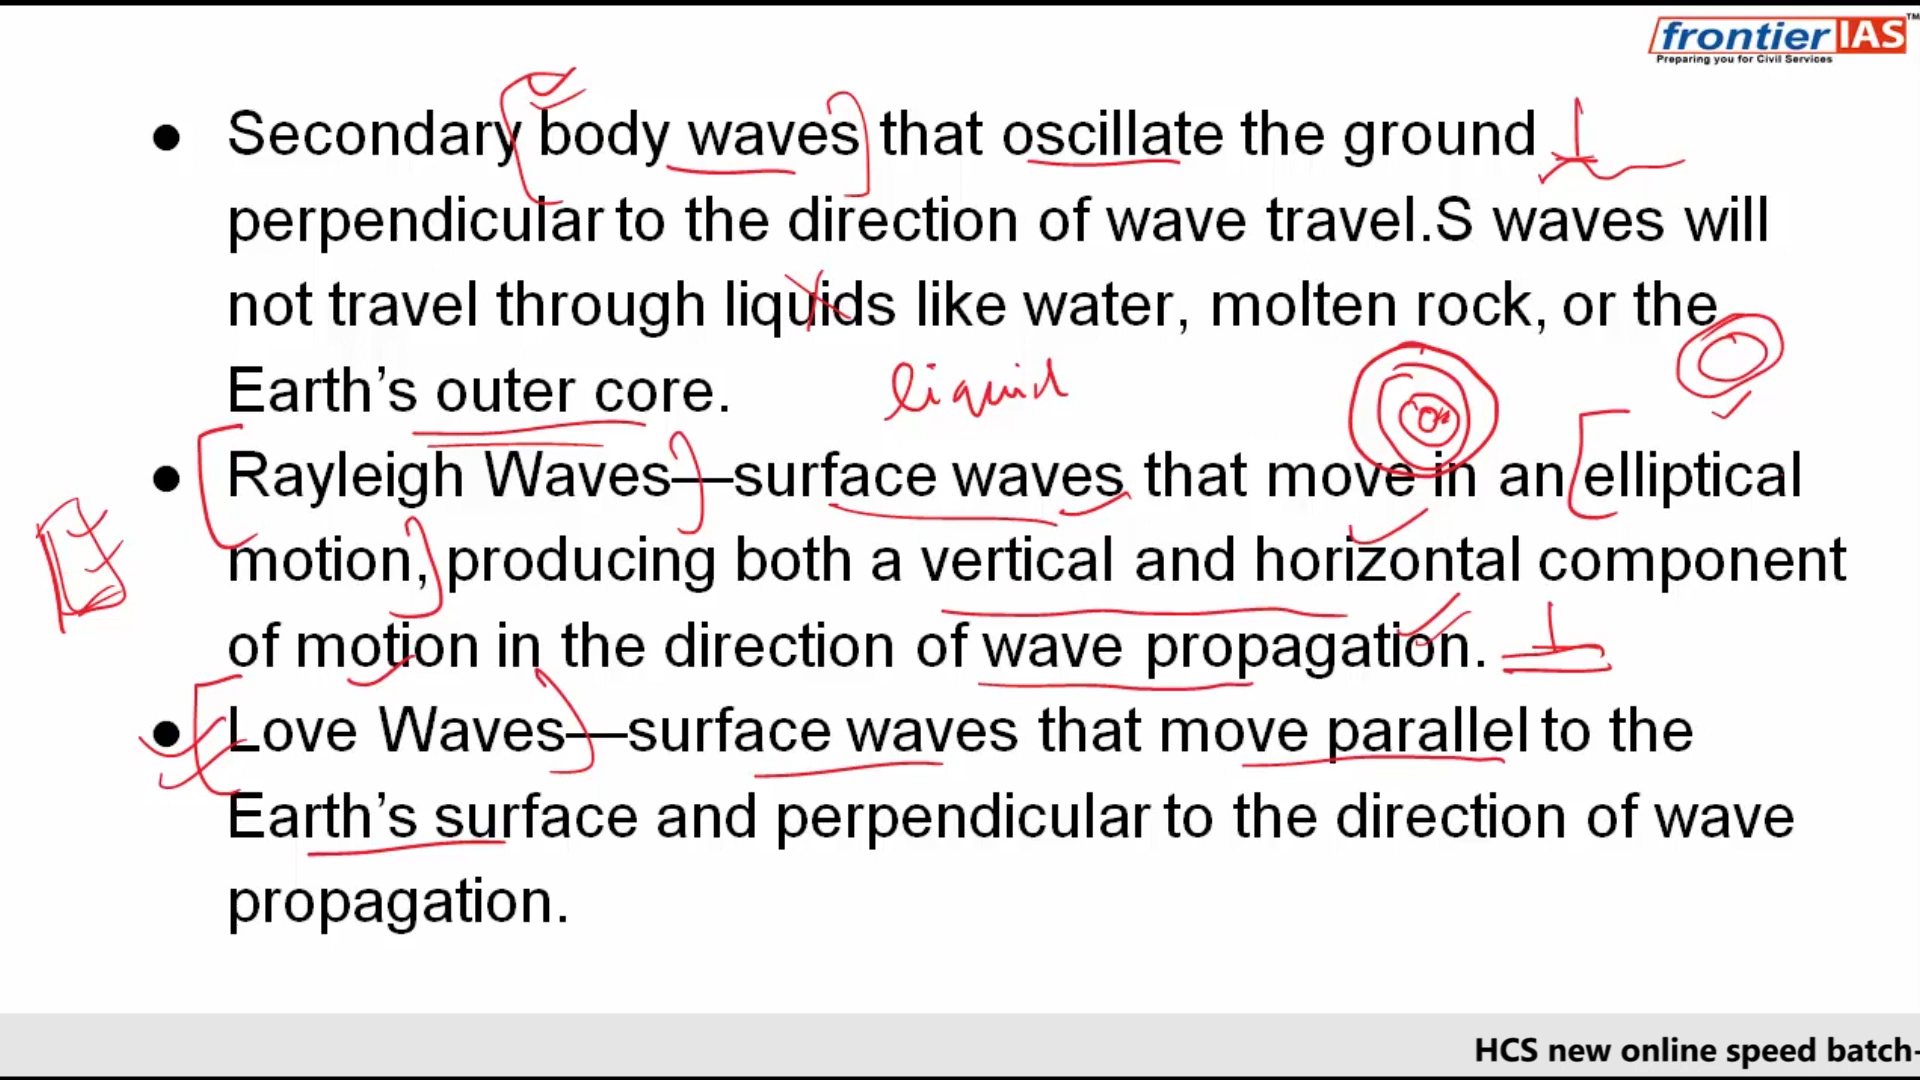 frontier IAS™
Preparing you for Civil Services
● Secondary body waves that oscillate the ground
perpendicular to the direction of wave travel.S waves will
not travel through liquids like water, molten rock, or the
Earth’s outer core.
liquid
● Rayleigh Waves—surface waves that move in an elliptical
motion, producing both a vertical and horizontal component
of motion in the direction of wave propagation.
● Love Waves—surface waves that move parallel to the
Earth’s surface and perpendicular to the direction of wave
propagation.
HCS new online speed batch-